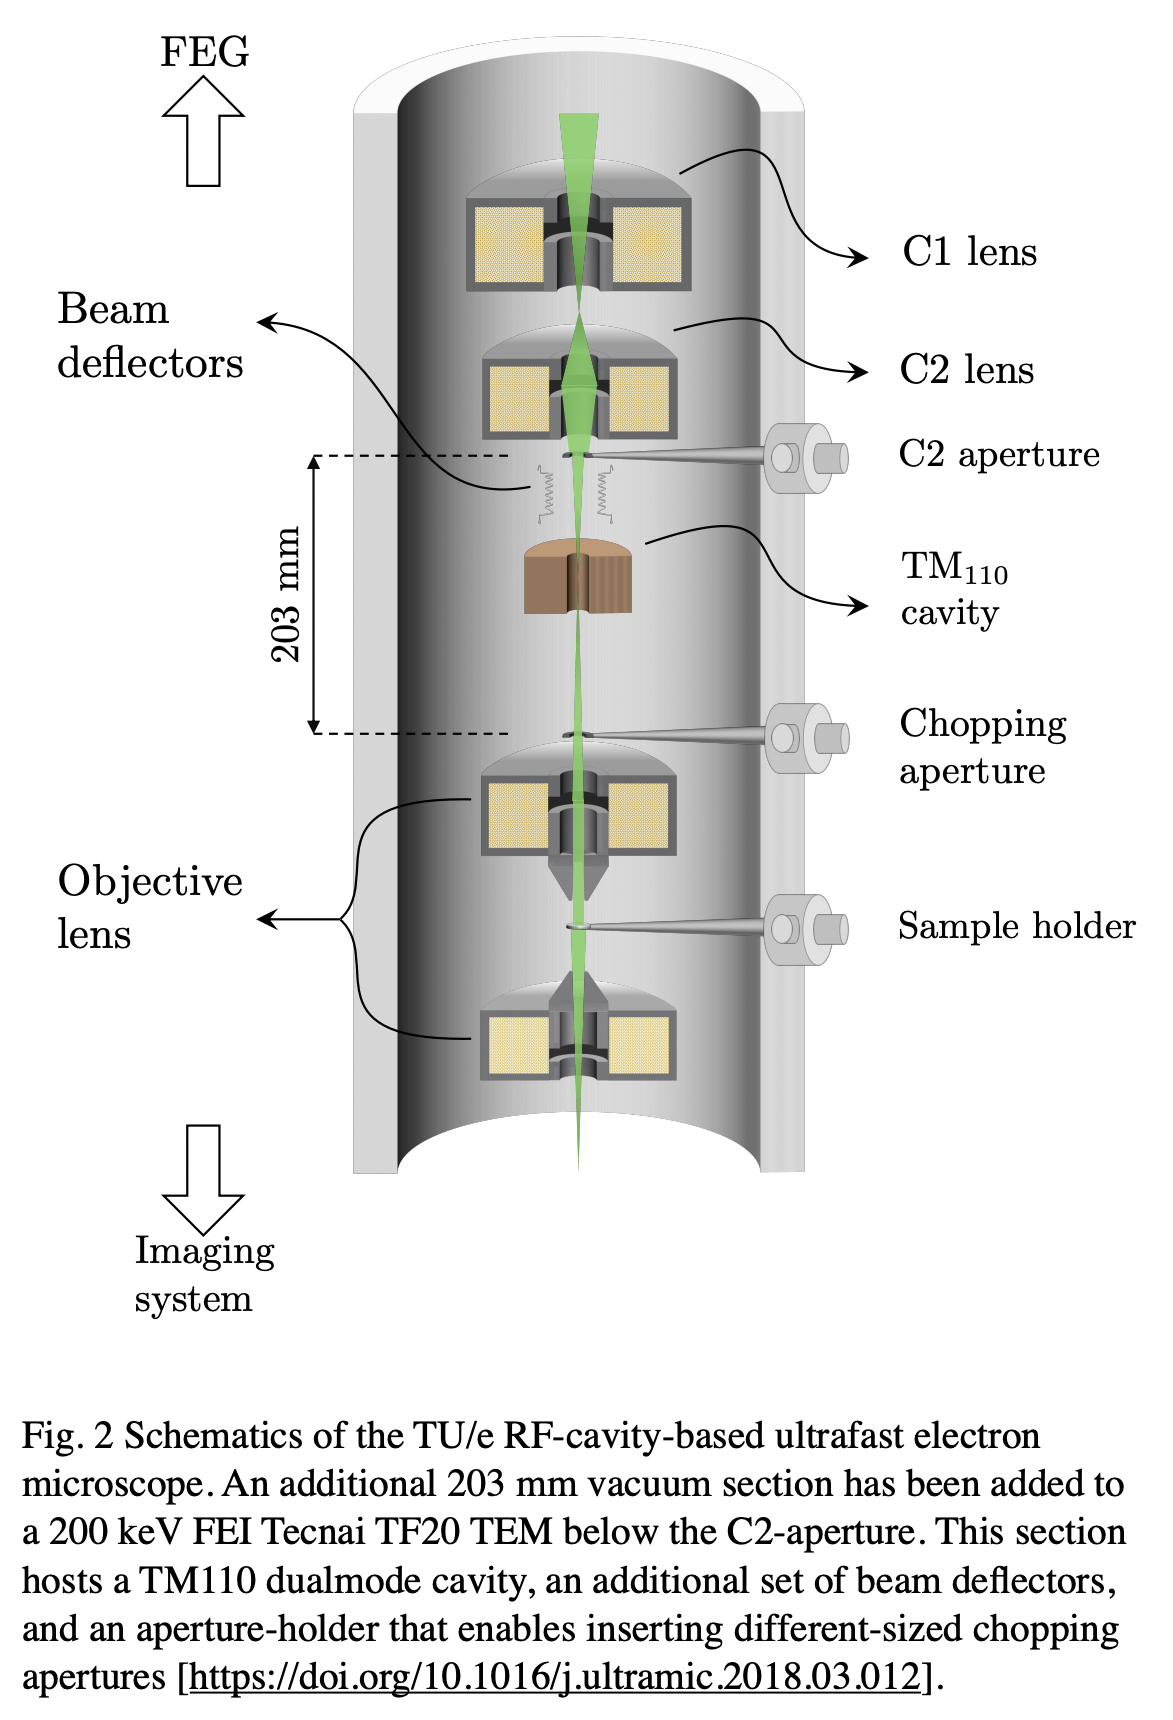 FEG
C1 lens
Beam
deflectors
C2 lens
C2 aperture
203 mm
TM₁₁₀
cavity
Chopping
aperture
Objective
lens
Sample holder
Imaging
system
Fig. 2 Schematics of the TU/e RF-cavity-based ultrafast electron
microscope. An additional 203 mm vacuum section has been added to
a 200 keV FEI Tecnai TF20 TEM below the C2-aperture. This section
hosts a TM110 dualmode cavity, an additional set of beam deflectors,
and an aperture-holder that enables inserting different-sized chopping
apertures [https://doi.org/10.1016/j.ultramic.2018.03.012].